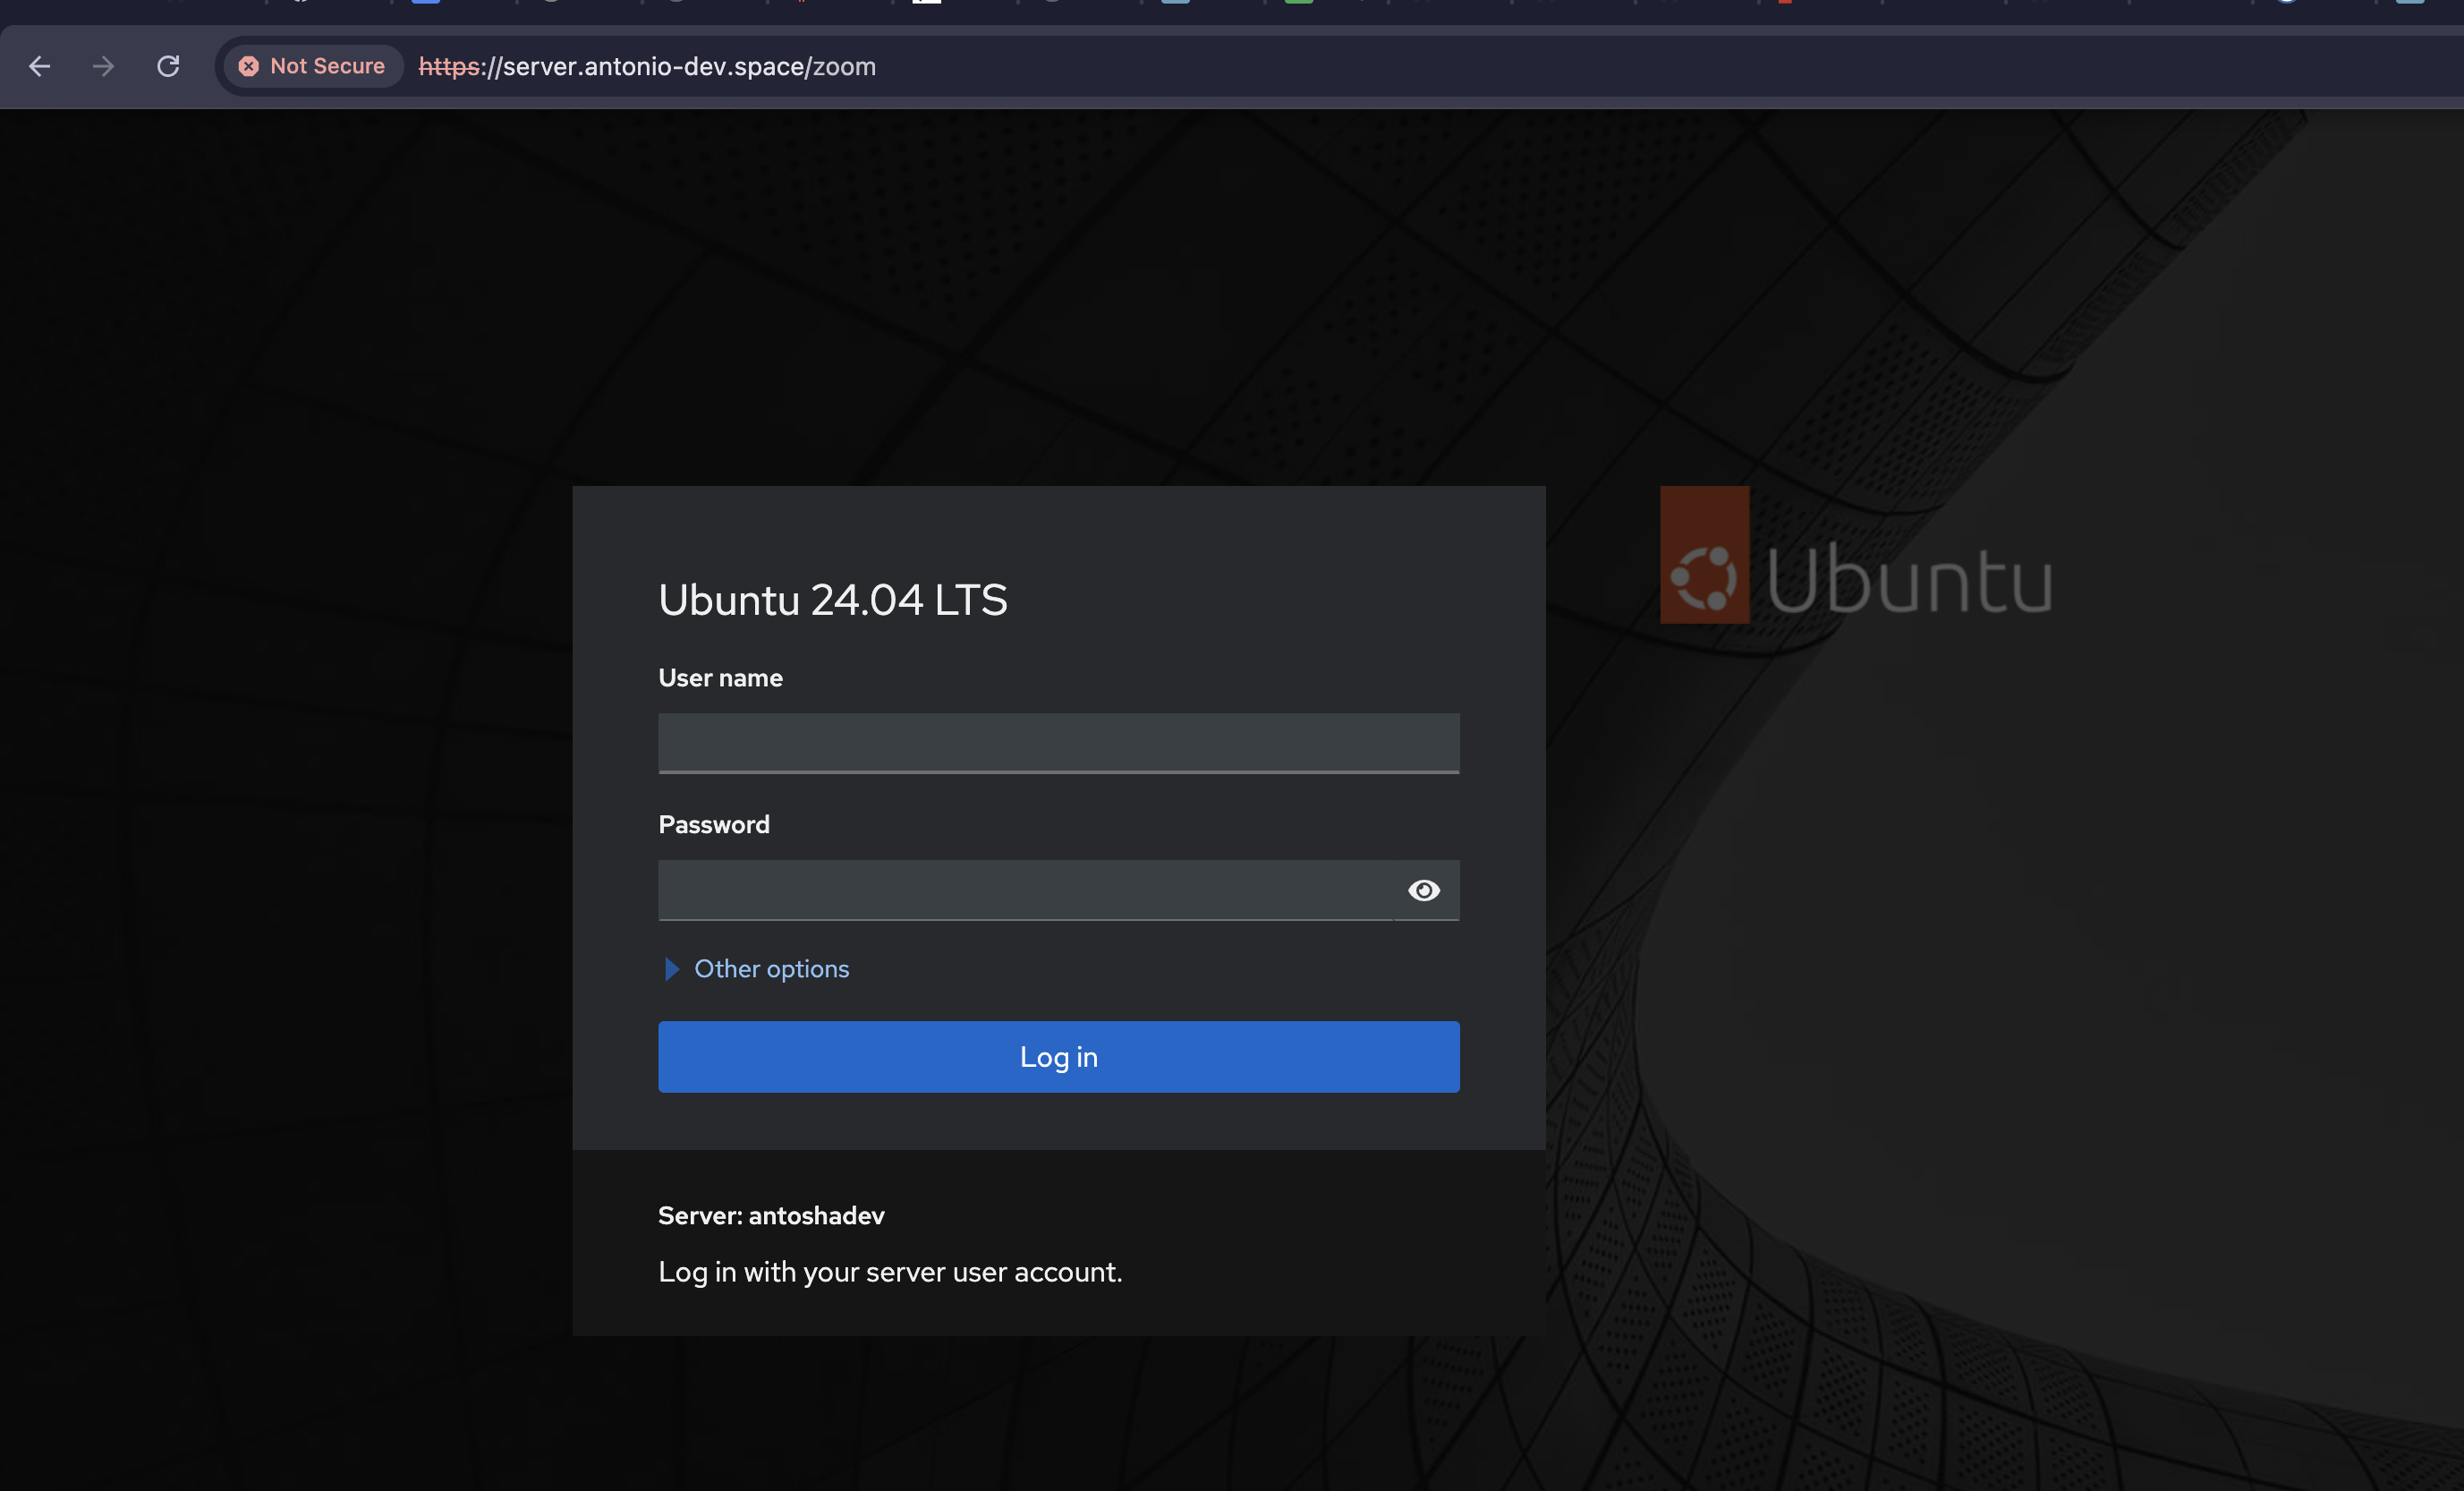 Not Secure https://server.antonio-dev.space/zoom
Ubuntu 24.04 LTS
Ubuntu
User name
Password
Other options
Log in
Server: antoshadev
Log in with your server user account.